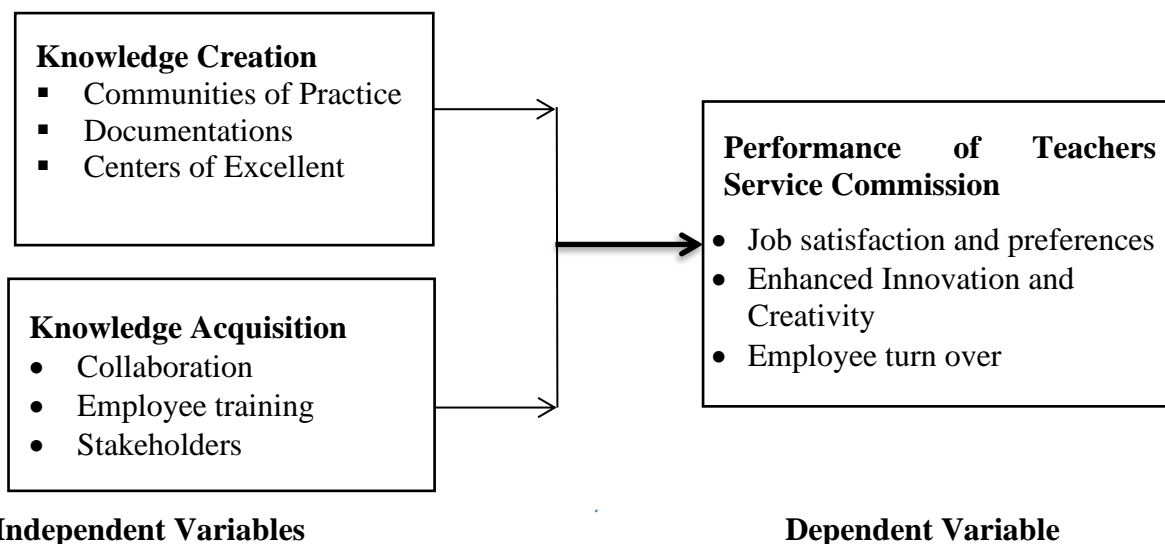 Knowledge Creation
▪ Communities of Practice
▪ Documentations
▪ Centers of Excellent
Knowledge Acquisition
• Collaboration
• Employee training
• Stakeholders
Performance of Teachers
Service Commission
• Job satisfaction and preferences
• Enhanced Innovation and
Creativity
• Employee turn over
Independent Variables
Dependent Variable